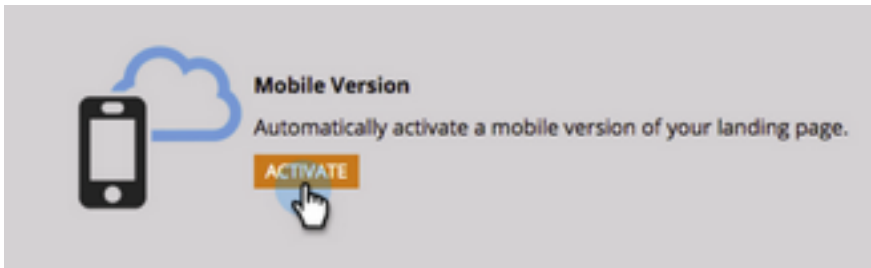 Mobile Version
Automatically activate a mobile version of your landing page.
ACTIVATE